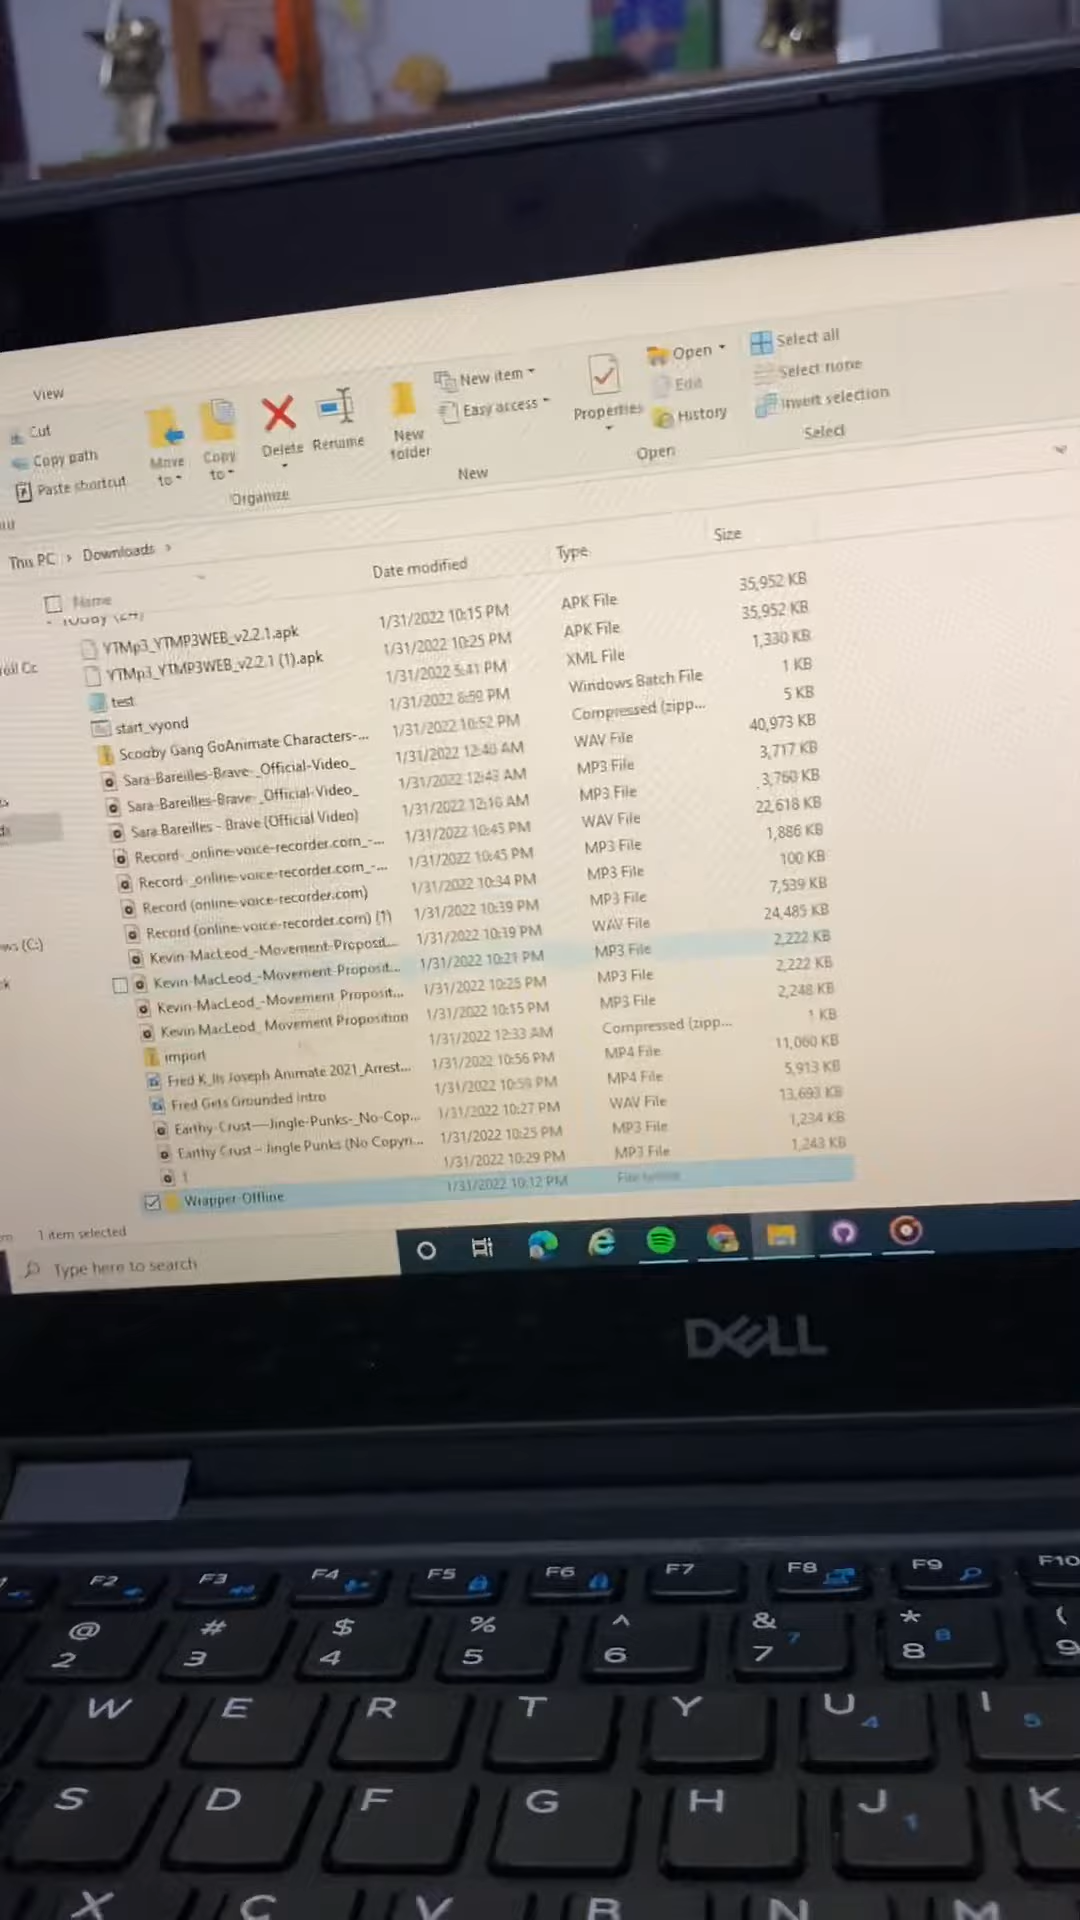 View
Cut
Copy path
Paste shortcut
Move to
Copy to
Delete
Rename
Organize
New folder
New item
Easy access
New
Properties
Open
Edit
History
Open
Select all
Select none
Invert selection
Select
This PC > Downloads >
Name Date modified Type Size
YTMp3_YTMP3WEB_v2.2.1.apk 1/31/2022 10:15 PM APK File 35,952 KB
YTMp3_YTMP3WEB_v2.2.1 (1).apk 1/31/2022 10:25 PM APK File 35,952 KB
test 1/31/2022 5:41 PM XML File 1,330 KB
start_vyond 1/31/2022 8:59 PM Windows Batch File 1 KB
Scooby Gang GoAnimate Characters-... 1/31/2022 10:52 PM Compressed (zipp... 5 KB
Sara-Bareilles-Brave-_Official-Video_ 1/31/2022 12:48 AM WAV File 40,973 KB
Sara-Bareilles-Brave-_Official-Video_ 1/31/2022 12:43 AM MP3 File 3,717 KB
Sara Bareilles - Brave (Official Video) 1/31/2022 12:16 AM MP3 File 3,760 KB
Record-_online-voice-recorder.com_-... 1/31/2022 10:45 PM WAV File 22,618 KB
Record-_online-voice-recorder.com_-... 1/31/2022 10:45 PM MP3 File 1,886 KB
Record (online-voice-recorder.com) 1/31/2022 10:34 PM MP3 File 100 KB
Record (online-voice-recorder.com) (1) 1/31/2022 10:39 PM MP3 File 7,539 KB
Kevin-MacLeod_-Movement-Proposit... 1/31/2022 10:39 PM WAV File 24,485 KB
Kevin-MacLeod_-Movement-Proposit... 1/31/2022 10:21 PM MP3 File 2,222 KB
Kevin-MacLeod_-Movement Proposit... 1/31/2022 10:25 PM MP3 File 2,222 KB
Kevin MacLeod_ Movement Proposition 1/31/2022 10:15 PM MP3 File 2,248 KB
import 1/31/2022 12:33 AM Compressed (zipp... 1 KB
Joseph Animate 2021_Arrest... 1/31/2022 10:56 PM MP4 File 11,060 KB
Fred Gets Grounded Intro 1/31/2022 10:59 PM MP4 File 5,913 KB
Earthy-Crust-—Jingle-Punks-_No-Cop... 1/31/2022 10:27 PM WAV File 13,693 KB
Earthy Crust – Jingle Punks (No Copyri... 1/31/2022 10:25 PM MP3 File 1,234 KB
1 1/31/2022 10:29 PM MP3 File 1,243 KB
Wrapper-Offline 1/31/2022 10:12 PM
1 item selected
Type here to search
DELL
F2 F3 F4 F5 F6 F7 F8 F9 F10
@ # $ % ^ & * (
2 3 4 5 6 7 7 8 8 9
W E R T Y U 4 I 5
S D F G H J 1 K
X C V B N M